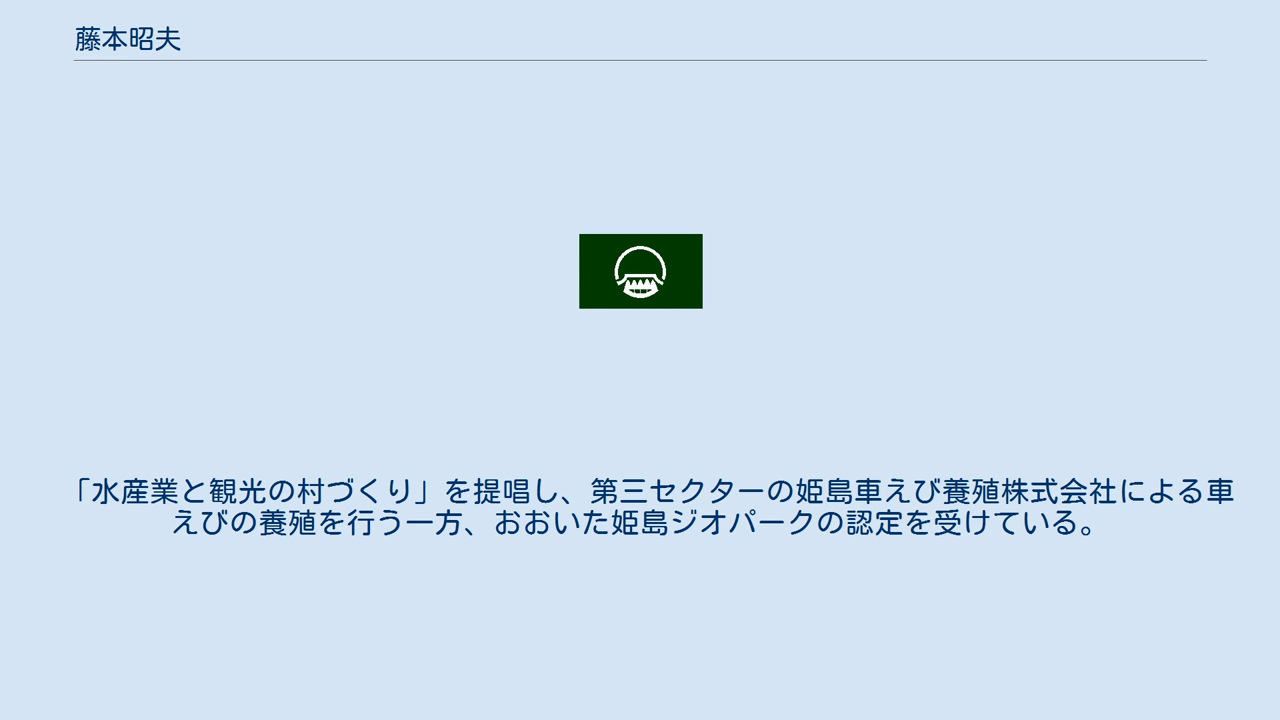 藤本昭夫
「水産業と観光の村づくり」を提唱し、第三セクターの姫島車えび養殖株式会社による車
えびの養殖を行う一方、おおいた姫島ジオパークの認定を受けている。